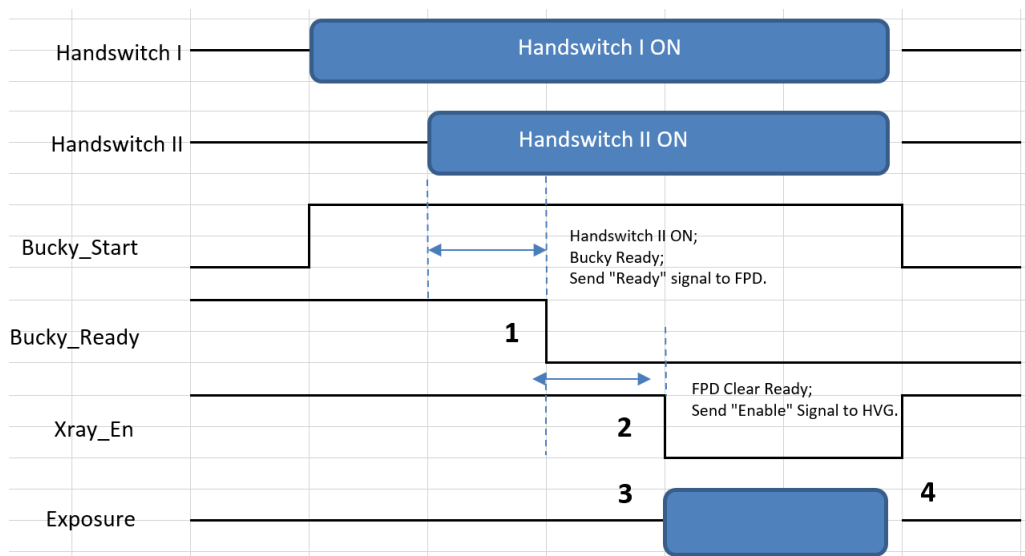 Handswitch I
Handswitch I ON
Handswitch II
Handswitch II ON
Bucky_Start
Handswitch II ON;
Bucky Ready;
Send "Ready" signal to FPD.
Bucky_Ready
1
FPD Clear Ready;
Send "Enable" Signal to HVG.
Xray_En
2
3
4
Exposure